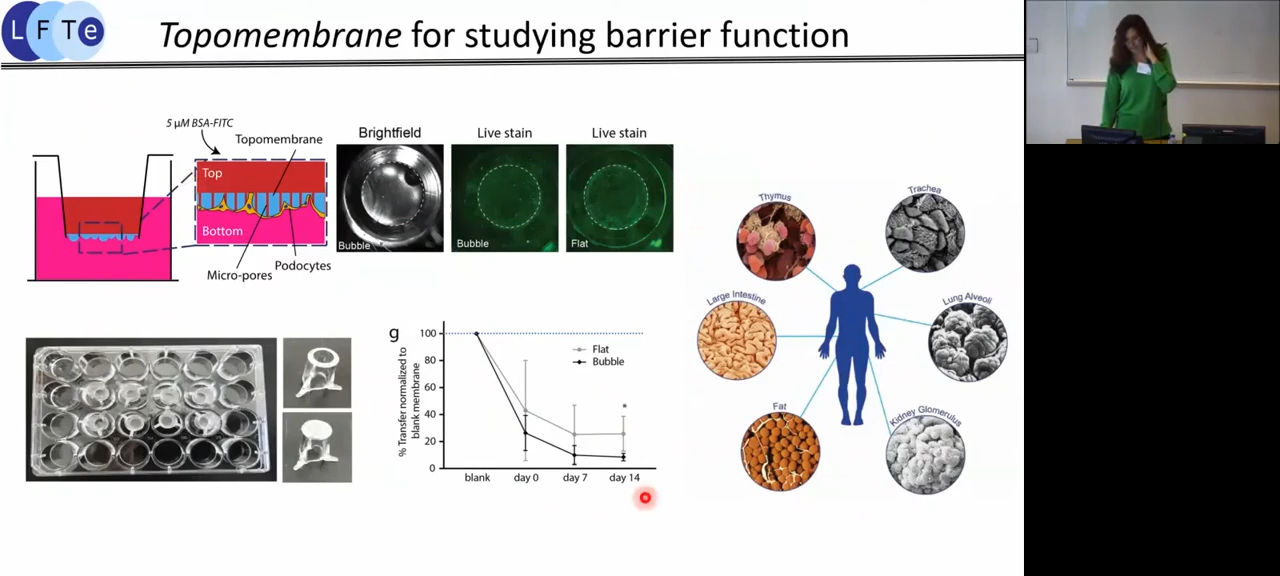 L F T e
Topomembrane for studying barrier function
5 µM BSA-FITC
Topomembrane
Top
Bottom
Micro-pores
Podocytes
Brightfield
Bubble
Live stain
Bubble
Live stain
Flat
g
% Transfer normalized to
blank membrane
100
80
60
40
20
0
Flat
Bubble
*
blank
day 0
day 7
day 14
Thymus
Trachea
Large Intestine
Lung Alveoli
Fat
Kidney Glomerulus